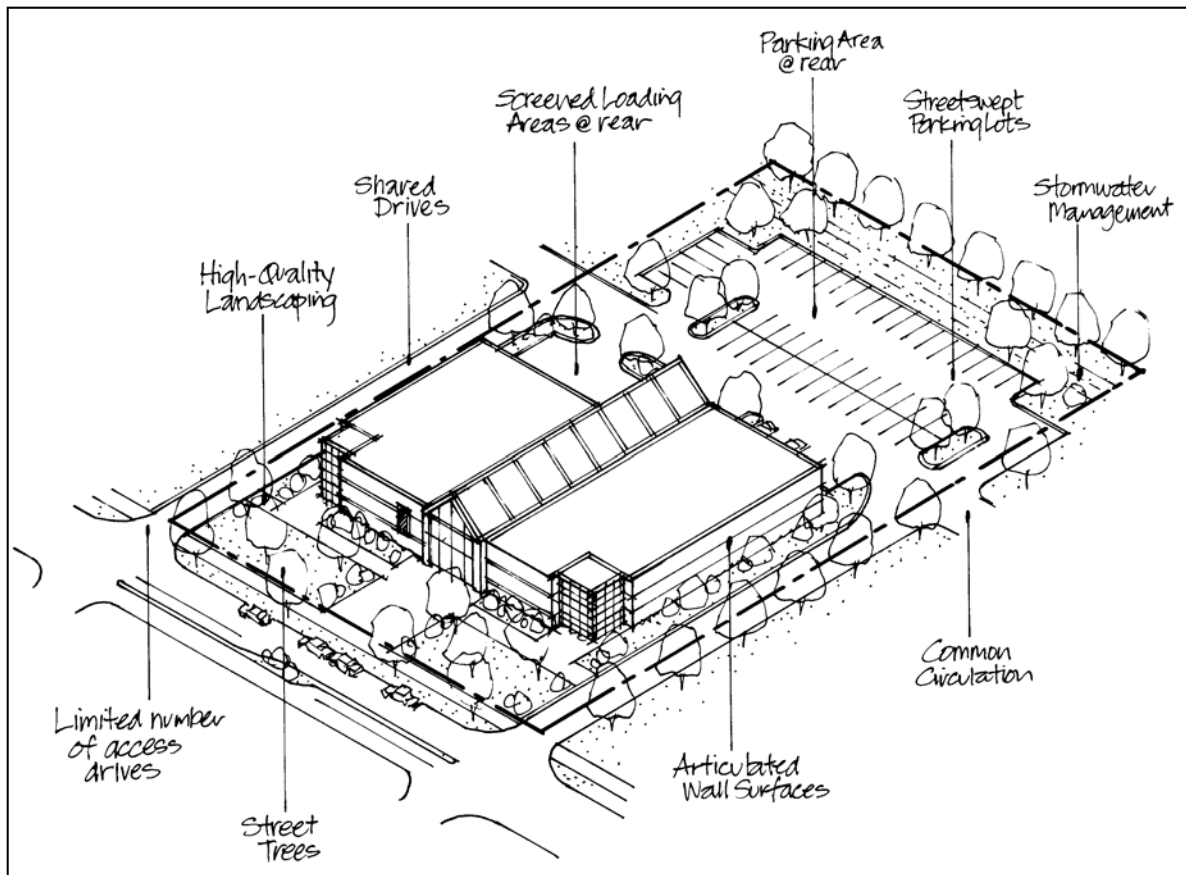 Parking Area
@ rear
Screened Loading
Areas @ rear
Streetswept
Parking Lots
Shared
Drives
Stormwater
Management
High-Quality
Landscaping
Common
Circulation
Limited number
of access
drives
Articulated
Wall Surfaces
Street
Trees